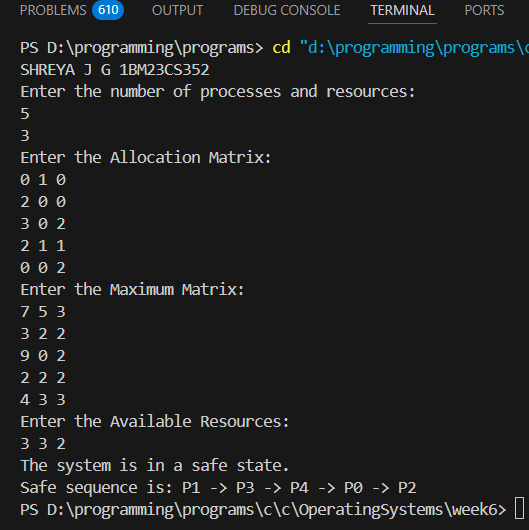 PROBLEMS 610 OUTPUT DEBUG CONSOLE TERMINAL PORTS
PS D:\programming\programs> cd "d:\programming\programs\
SHREYA J G 1BM23CS352
Enter the number of processes and resources:
5
3
Enter the Allocation Matrix:
0 1 0
2 0 0
3 0 2
2 1 1
0 0 2
Enter the Maximum Matrix:
7 5 3
3 2 2
9 0 2
2 2 2
4 3 3
Enter the Available Resources:
3 3 2
The system is in a safe state.
Safe sequence is: P1 -> P3 -> P4 -> P0 -> P2
PS D:\programming\programs\c\c\OperatingSystems\week6>